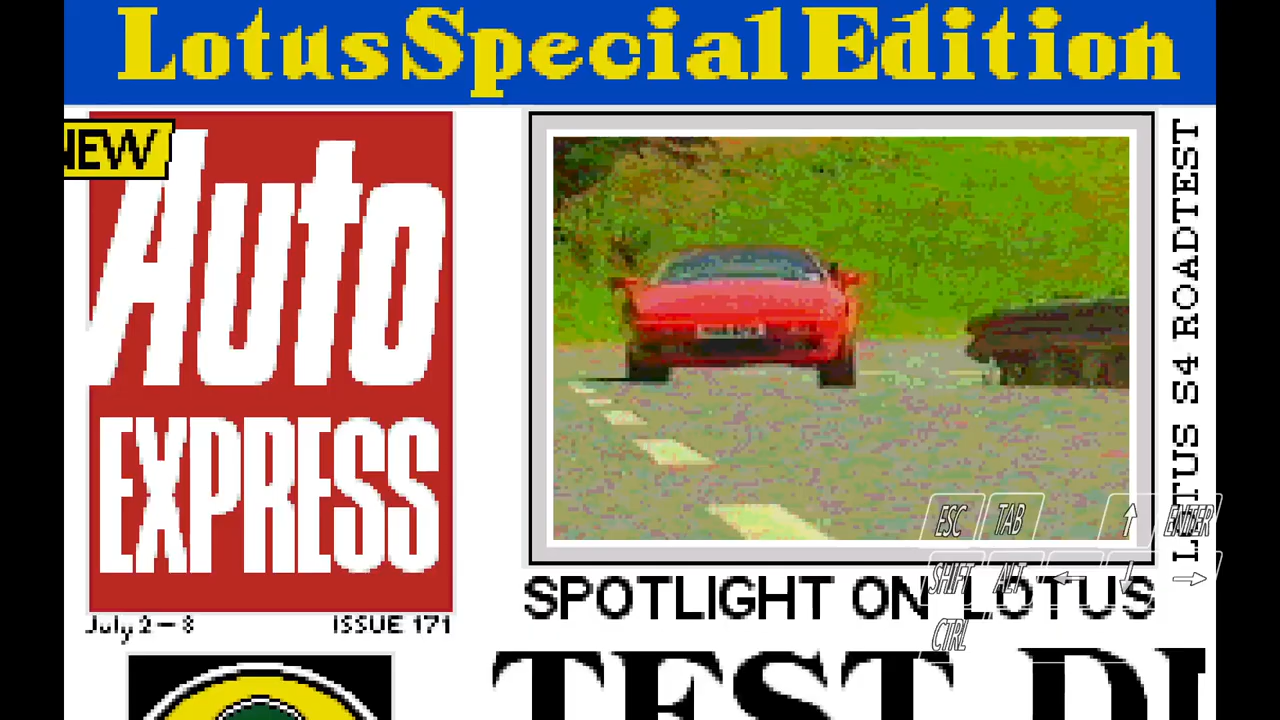 Lotus Special Edition
NEW
Auto
EXPRESS
July 2-8 ISSUE 171
LOTUS S4 ROADTEST
SPOTLIGHT ON LOTUS
TEST
ESC TAB ↑ ENTER
SHIFT ALT ← ↓ →
CTRL